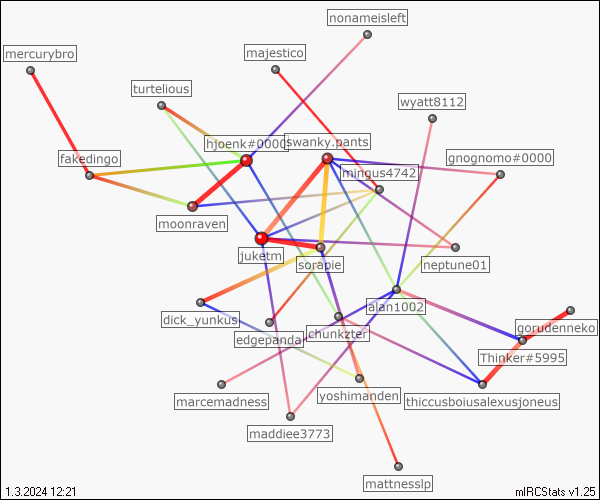 nonameisleft
mercurybro
majestico
turtelious
wyatt8112
hjoenk#0000
swanky.pants
fakedingo
gnognomo#0000
mingus4742
moonraven
juketm
sorapie
neptune01
alan1002
dick_yunkus
edgepanda
chunkzter
gorudenneko
Thinker#5995
marcemadness
yoshimanden
thiccusboiusalexusjoneus
maddiee3773
mattnesslp
1.3.2024 12:21
mIRCStats v1.25